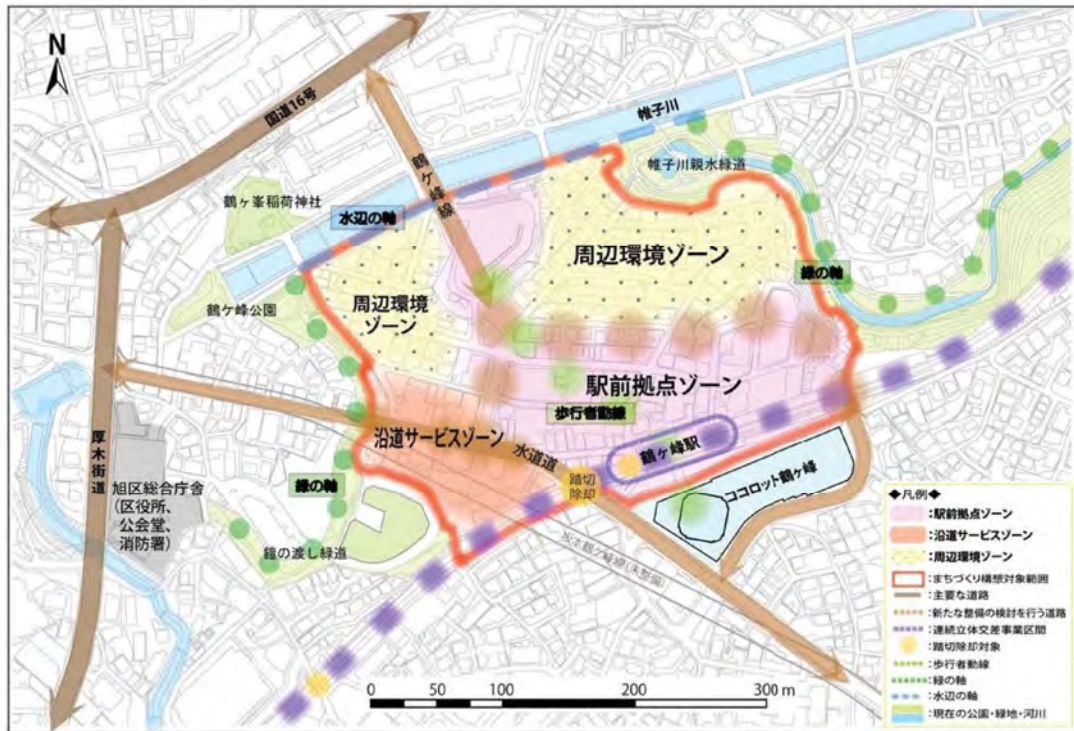 N
国道16号
帷子川
鶴ヶ峰線
帷子川親水緑道
鶴ヶ峯稲荷神社
水辺の軸
周辺環境ゾーン
緑の軸
鶴ケ峰公園
周辺環境
ゾーン
駅前拠点ゾーン
歩行者動線
沿道サービスゾーン
水道道
鶴ヶ峰駅
踏切
除却
ココロット鶴ヶ峰
厚木街道
旭区総合庁舎
(区役所、
公会堂、
消防署)
緑の軸
鎧の渡し緑道
鶴ヶ峰線(未整備)
0 50 100 200 300 m
◆凡例◆
:駅前拠点ゾーン
:沿道サービスゾーン
:周辺環境ゾーン
:まちづくり構想対象範囲
:主要な道路
:新たな整備の検討を行う道路
:連続立体交差事業区間
:踏切除却対象
:歩行者動線
:緑の軸
:水辺の軸
:現在の公園・緑地・河川